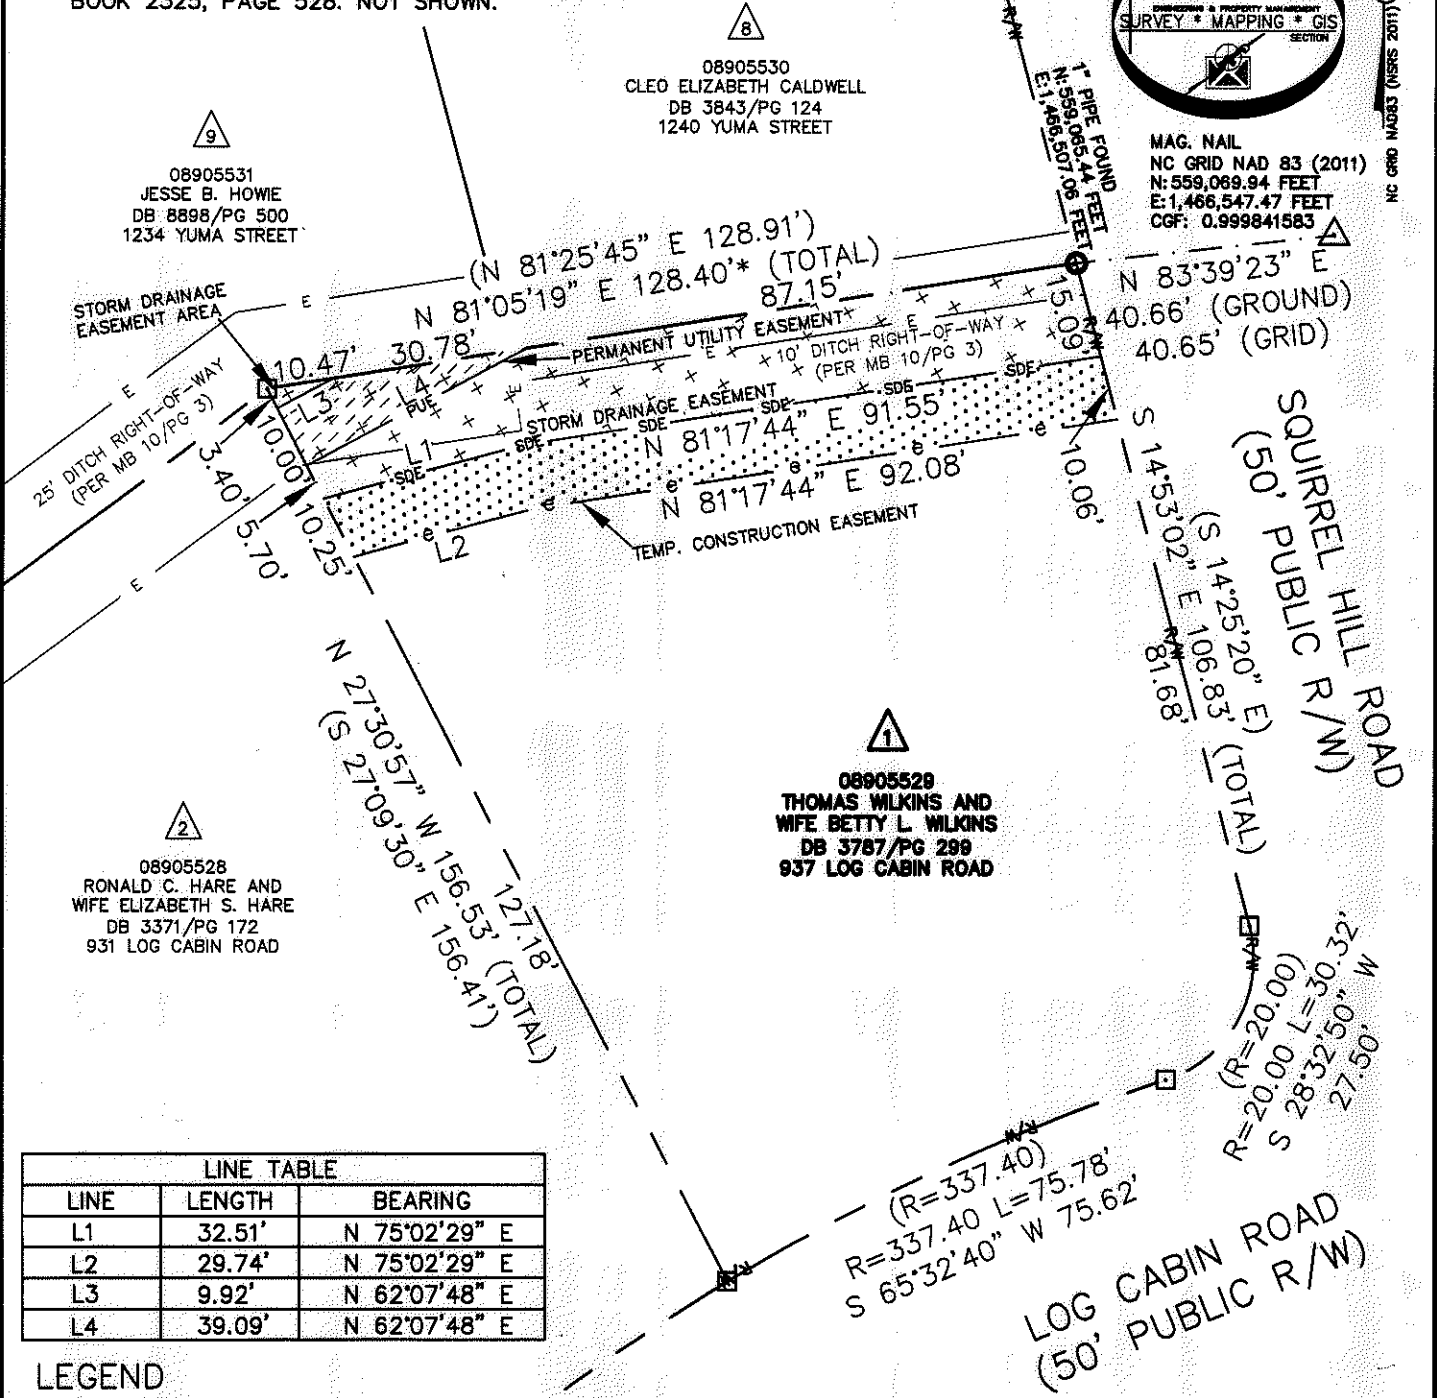 BOOK 2325, PAGE 528. NOT SHOWN.
8
08905530
CLEO ELIZABETH CALDWELL
DB 3843/PG 124
1240 YUMA STREET
9
08905531
JESSE B. HOWIE
DB 8898/PG 500
1234 YUMA STREET
R/W
1" PIPE FOUND
N: 559,065.44 FEET
E: 1,466,507.06 FEET
ENGINEERING & PROPERTY MANAGEMENT
SURVEY * MAPPING * GIS
SECTION
NC GRID NAD83 (NSRS 2011)
MAG. NAIL
NC GRID NAD 83 (2011)
N: 559,069.94 FEET
E: 1,466,547.47 FEET
CGF: 0.999841583
N 83°39'23" E
40.66' (GROUND)
40.65' (GRID)
(N 81°25'45" E 128.91')
N 81°05'19" E 128.40'* (TOTAL)
87.15'
STORM DRAINAGE
EASEMENT AREA
E
10.47'
30.78'
PERMANENT UTILITY EASEMENT
E
10' DITCH RIGHT-OF-WAY
(PER MB 10/PG 3)
15.09'
R/W
E
25' DITCH RIGHT-OF-WAY
(PER MB 10/PG 3)
L3
L4
PUE
STORM DRAINAGE EASEMENT
SDE
SDE
SDE
SDE
SDE
SDE
L1
N 81°17'44" E 91.55'
N 81°17'44" E 92.08'
e
e
e
e
e
e
10.00'
3.40'
5.70'
10.25'
L2
TEMP. CONSTRUCTION EASEMENT
10.06'
E
S 14°53'02" E 106.83' (TOTAL)
(S 14°25'20" E)
R/W
81.68'
SQUIRREL HILL ROAD
(50' PUBLIC R/W)
N 27°30'57" W 156.53' (TOTAL)
(S 27°09'30" E 156.41')
127.18'
1
08905529
THOMAS WILKINS AND
WIFE BETTY L. WILKINS
DB 3787/PG 299
937 LOG CABIN ROAD
2
08905528
RONALD C. HARE AND
WIFE ELIZABETH S. HARE
DB 3371/PG 172
931 LOG CABIN ROAD
R/W
(R=20.00)
R=20.00 L=30.32'
S 28°32'50" W
27.50'
R/W
(R=337.40)
R=337.40 L=75.78'
S 65°32'40" W 75.62'
R/W
LOG CABIN ROAD
(50' PUBLIC R/W)
LINE TABLE
LINE LENGTH BEARING
L1 32.51' N 75°02'29" E
L2 29.74' N 75°02'29" E
L3 9.92' N 62°07'48" E
L4 39.09' N 62°07'48" E
LEGEND